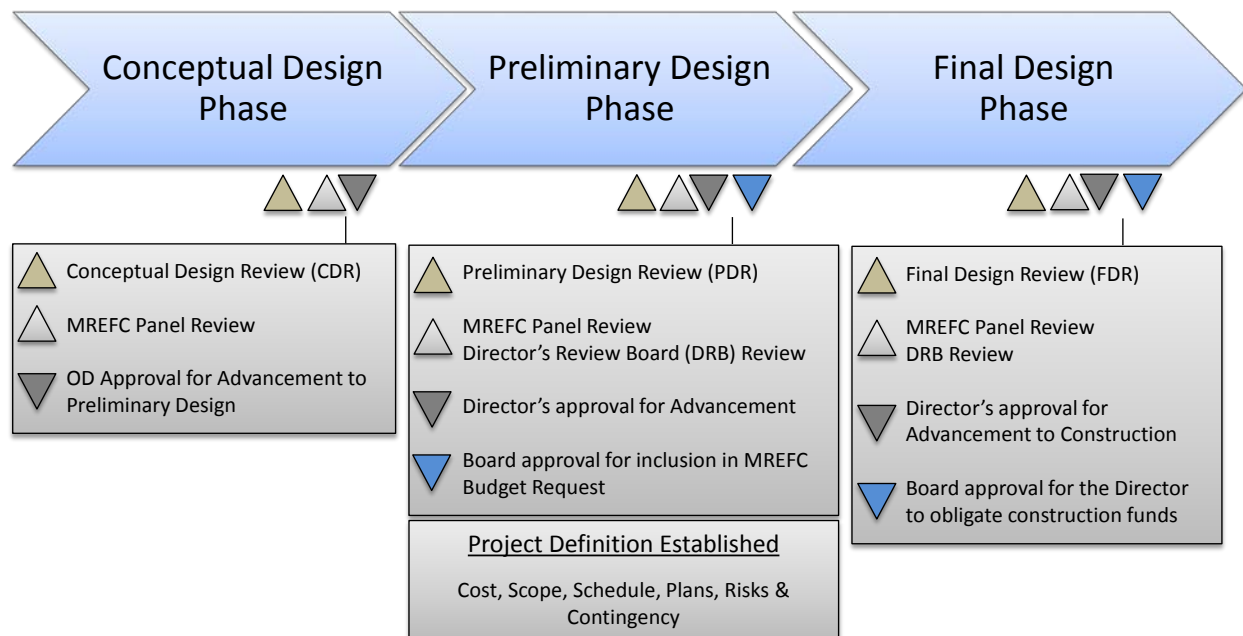 Conceptual Design
Phase
Preliminary Design
Phase
Final Design
Phase
Conceptual Design Review (CDR)
MREFC Panel Review
OD Approval for Advancement to
Preliminary Design
Preliminary Design Review (PDR)
MREFC Panel Review
Director’s Review Board (DRB) Review
Director’s approval for Advancement
Board approval for inclusion in MREFC
Budget Request
Project Definition Established
Cost, Scope, Schedule, Plans, Risks &
Contingency
Final Design Review (FDR)
MREFC Panel Review
DRB Review
Director’s approval for
Advancement to Construction
Board approval for the Director
to obligate construction funds